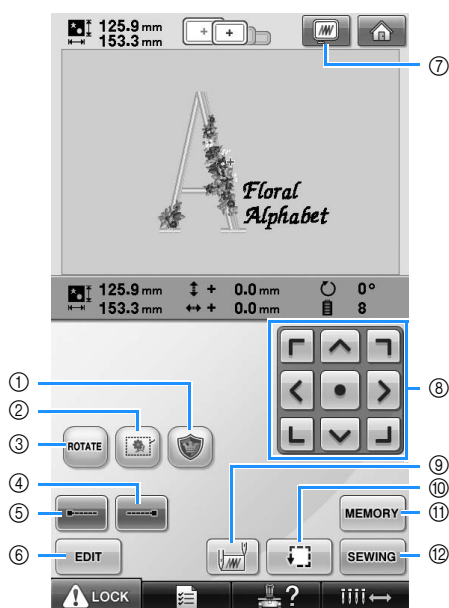 125.9 mm
153.3 mm
⑦
Floral
Alphabet
125.9 mm + 0.0 mm 0°
153.3 mm + 0.0 mm 8
①
②
③ ROTATE
⑧
④
⑤
⑨
⑩
MEMORY ⑪
⑥ EDIT
SEWING ⑫
LOCK ?